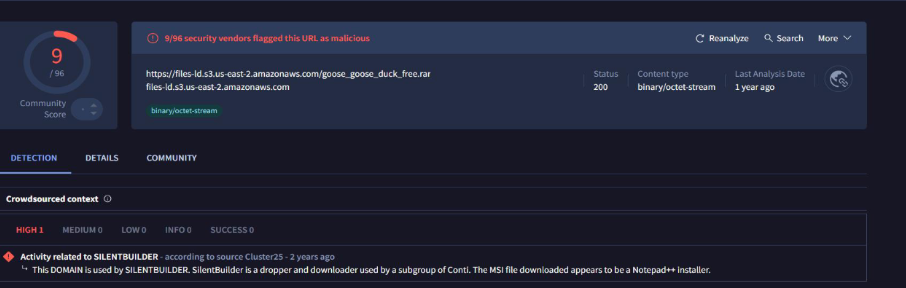 9
/ 96
Community
Score
9/96 security vendors flagged this URL as malicious
Reanalyze
Search
More
https://files-ld.s3.us-east-2.amazonaws.com/goose_goose_duck_free.rar
files-ld.s3.us-east-2.amazonaws.com
binary/octet-stream
Status
200
Content type
binary/octet-stream
Last Analysis Date
1 year ago
DETECTION
DETAILS
COMMUNITY
Crowdsourced context
HIGH 1
MEDIUM 0
LOW 0
INFO 0
SUCCESS 0
Activity related to SILENTBUILDER - according to source Cluster25 - 2 years ago
This DOMAIN is used by SILENTBUILDER. SilentBuilder is a dropper and downloader used by a subgroup of Conti. The MSI file downloaded appears to be a Notepad++ installer.